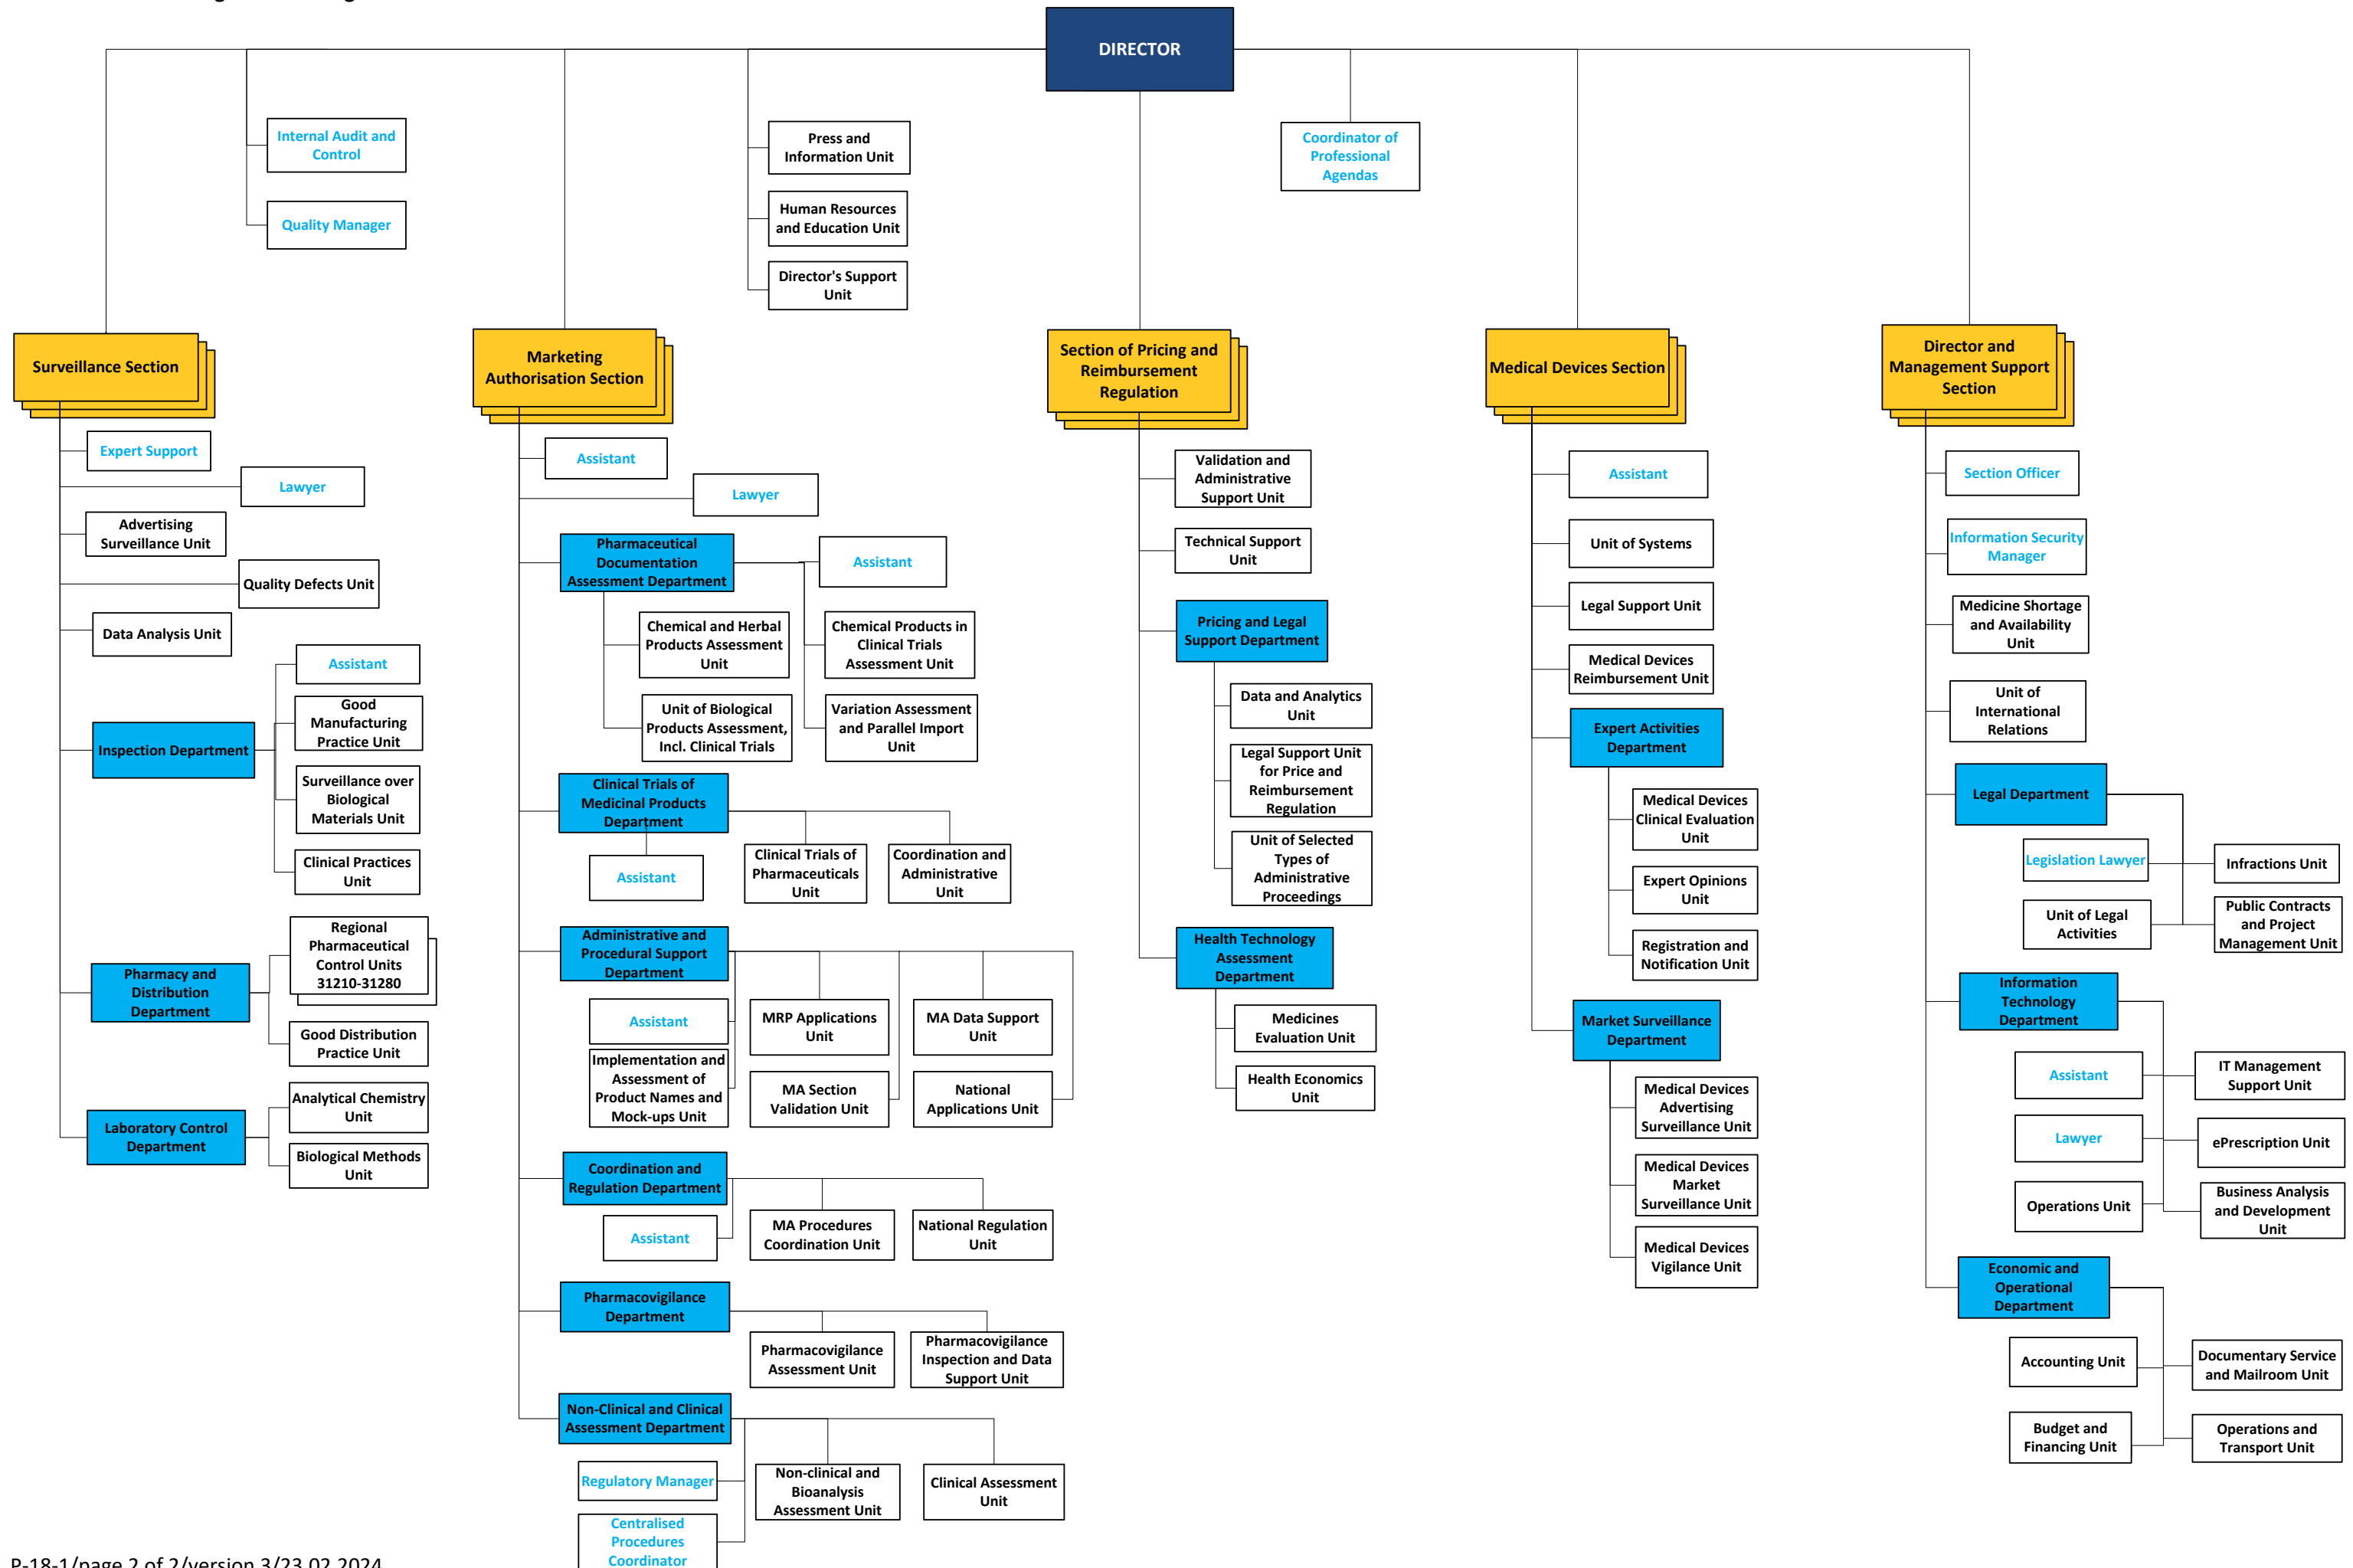 DIRECTOR
Internal Audit and
Control
Quality Manager
Press and
Information Unit
Human Resources
and Education Unit
Director's Support
Unit
Coordinator of
Professional
Agendas
Surveillance Section
Expert Support
Lawyer
Advertising
Surveillance Unit
Quality Defects Unit
Data Analysis Unit
Inspection Department
Assistant
Good
Manufacturing
Practice Unit
Surveillance over
Biological
Materials Unit
Clinical Practices
Unit
Pharmacy and
Distribution
Department
Regional
Pharmaceutical
Control Units
31210-31280
Good Distribution
Practice Unit
Laboratory Control
Department
Analytical Chemistry
Unit
Biological Methods
Unit
Marketing
Authorisation Section
Assistant
Lawyer
Pharmaceutical
Documentation
Assessment Department
Assistant
Chemical and Herbal
Products Assessment
Unit
Chemical Products in
Clinical Trials
Assessment Unit
Unit of Biological
Products Assessment,
Incl. Clinical Trials
Variation Assessment
and Parallel Import
Unit
Clinical Trials of
Medicinal Products
Department
Assistant
Clinical Trials of
Pharmaceuticals
Unit
Coordination and
Administrative
Unit
Administrative and
Procedural Support
Department
Assistant
MRP Applications
Unit
MA Data Support
Unit
Implementation and
Assessment of
Product Names and
Mock-ups Unit
MA Section
Validation Unit
National
Applications Unit
Coordination and
Regulation Department
Assistant
MA Procedures
Coordination Unit
National Regulation
Unit
Pharmacovigilance
Department
Pharmacovigilance
Assessment Unit
Pharmacovigilance
Inspection and Data
Support Unit
Non-Clinical and Clinical
Assessment Department
Regulatory Manager
Non-clinical and
Bioanalysis
Assessment Unit
Clinical Assessment
Unit
Centralised
Procedures
Coordinator
Section of Pricing and
Reimbursement
Regulation
Validation and
Administrative
Support Unit
Technical Support
Unit
Pricing and Legal
Support Department
Data and Analytics
Unit
Legal Support Unit
for Price and
Reimbursement
Regulation
Unit of Selected
Types of
Administrative
Proceedings
Health Technology
Assessment
Department
Medicines
Evaluation Unit
Health Economics
Unit
Medical Devices Section
Assistant
Unit of Systems
Legal Support Unit
Medical Devices
Reimbursement Unit
Expert Activities
Department
Medical Devices
Clinical Evaluation
Unit
Expert Opinions
Unit
Registration and
Notification Unit
Market Surveillance
Department
Medical Devices
Advertising
Surveillance Unit
Medical Devices
Market
Surveillance Unit
Medical Devices
Vigilance Unit
Director and
Management Support
Section
Section Officer
Information Security
Manager
Medicine Shortage
and Availability
Unit
Unit of
International
Relations
Legal Department
Legislation Lawyer
Infractions Unit
Unit of Legal
Activities
Public Contracts
and Project
Management Unit
Information
Technology
Department
Assistant
IT Management
Support Unit
Lawyer
ePrescription Unit
Operations Unit
Business Analysis
and Development
Unit
Economic and
Operational
Department
Accounting Unit
Documentary Service
and Mailroom Unit
Budget and
Financing Unit
Operations and
Transport Unit
P-18-1/page 2 of 2/version 3/23.02.2024